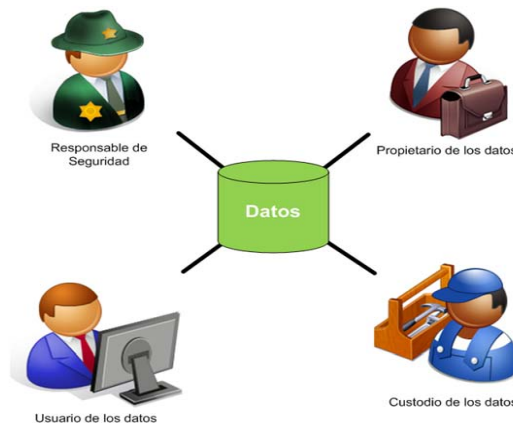 Responsable de
Seguridad
Propietario de los datos
Datos
Usuario de los datos
Custodio de los datos